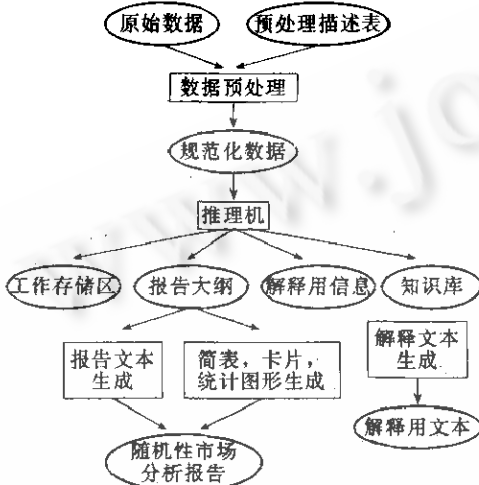 原始数据
预处理描述表
数据预处理
规范化数据
推理机
工作存储区
报告大纲
解释用信息
知识库
报告文本
生成
简表，卡片，
统计图形生成
解释文本
生成
随机性市场
分析报告
解释用文本